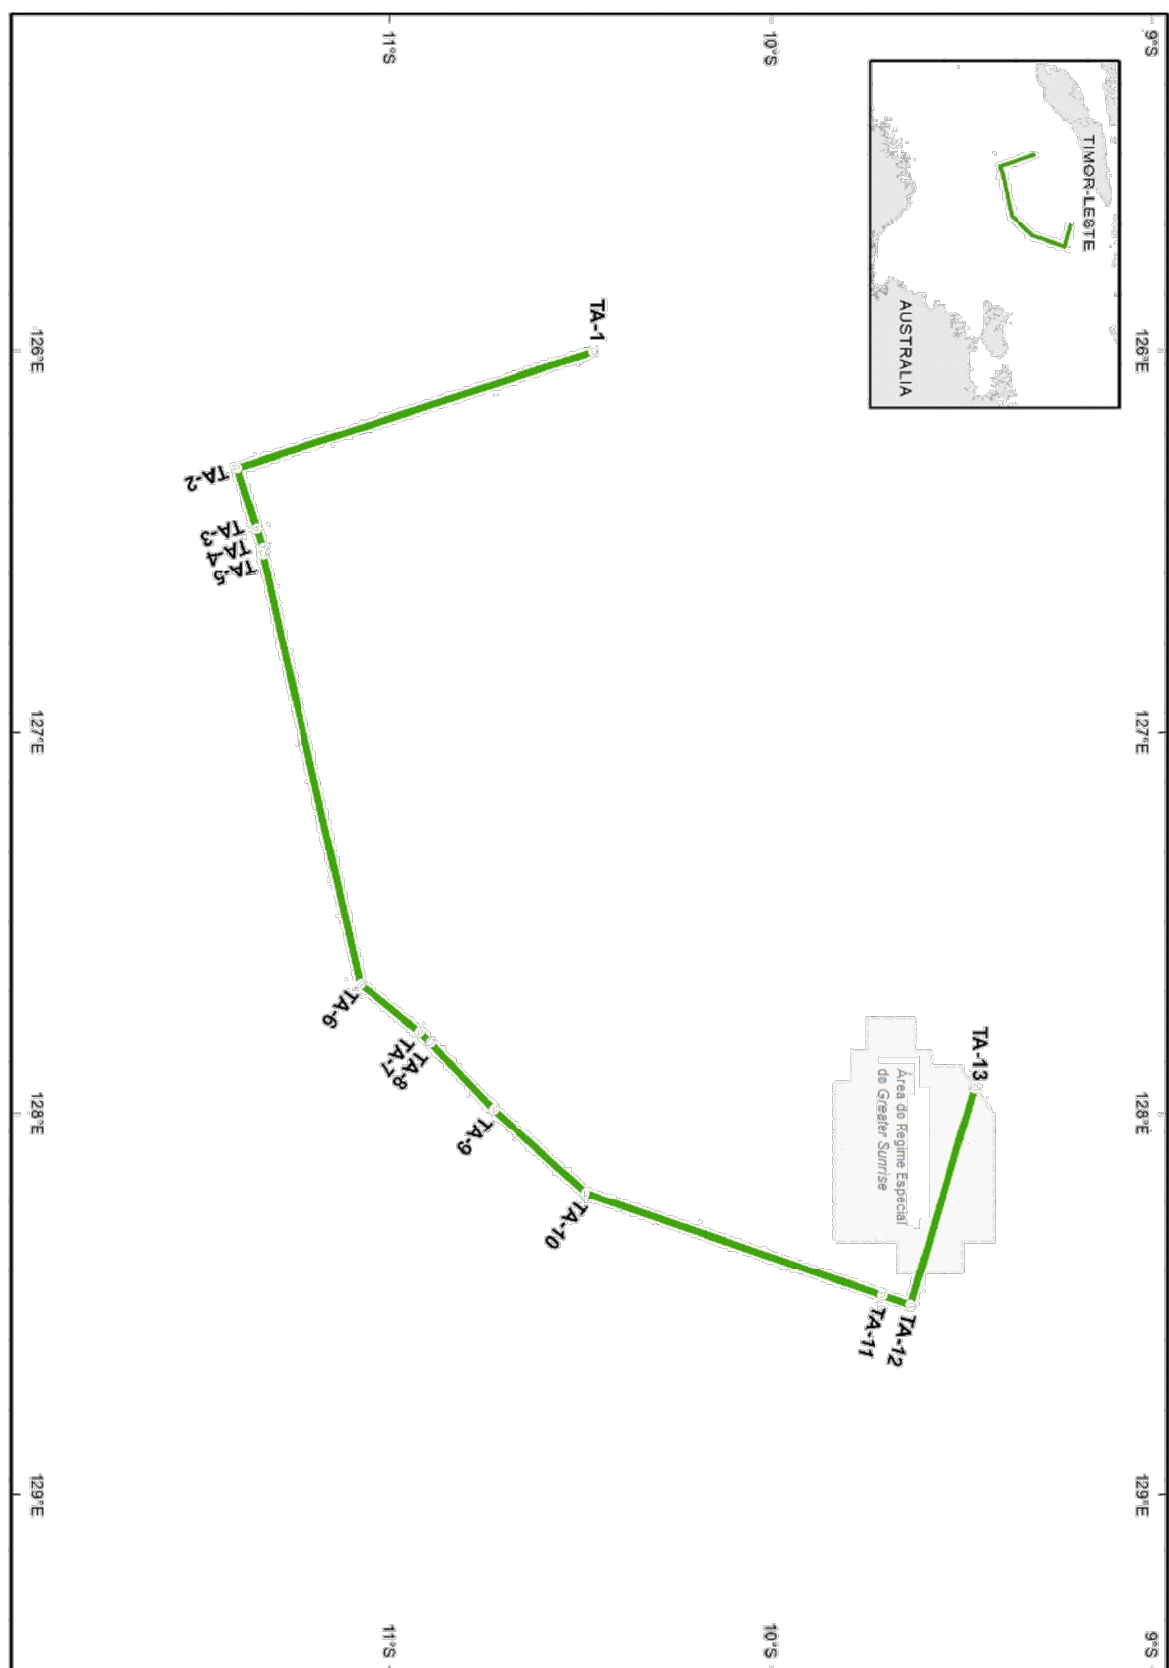 9°S
10°S
11°S
TIMOR-LESTE
AUSTRALIA
126°E
126°E
127°E
127°E
128°E
128°E
129°E
129°E
TA-1
TA-2
TA-
3
TA-
4
TA-
5
TA-6
TA-7
TA-8
TA-9
TA-10
TA-11
TA-12
TA-13
Área do Regime Especial
do Greater Sunrise
9°S
10°S
11°S